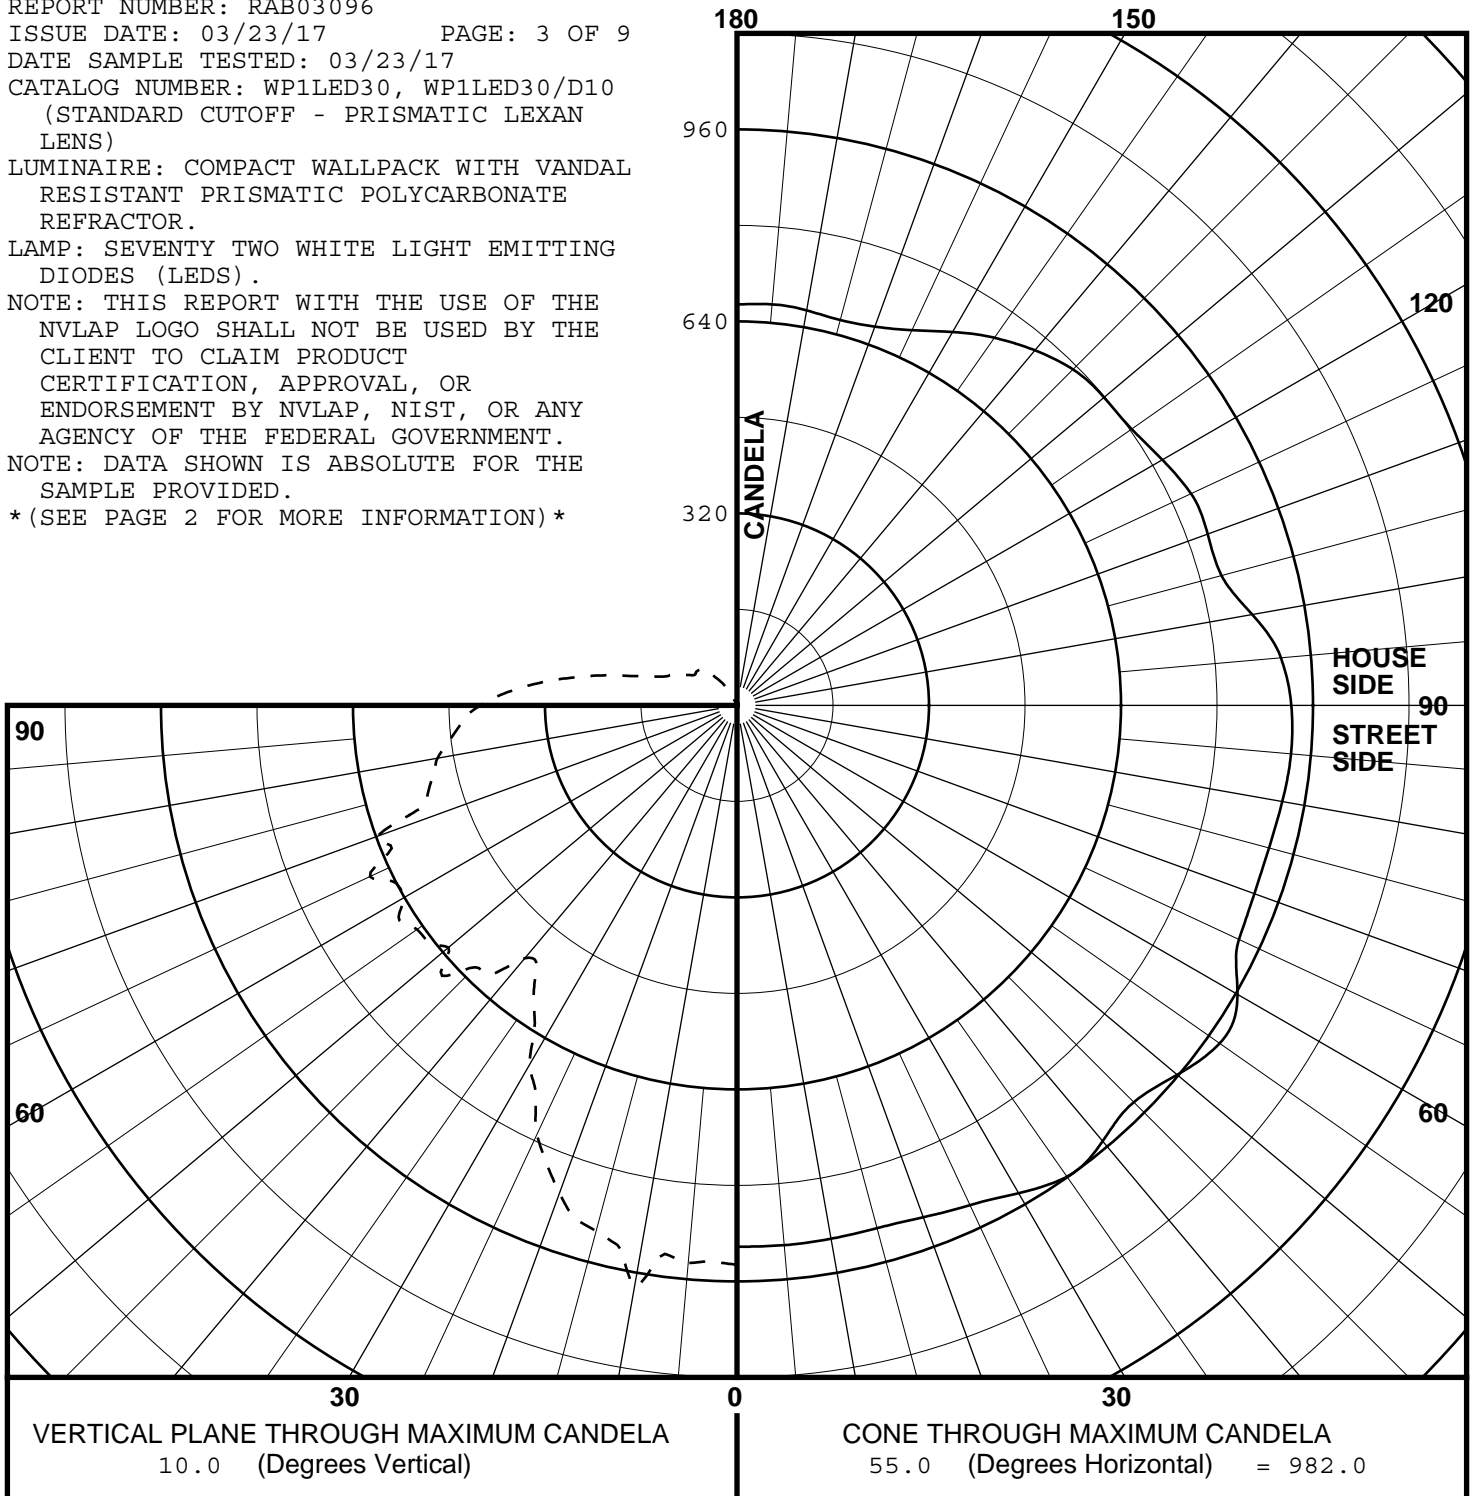 REPORT NUMBER: RAB03096
ISSUE DATE: 03/23/17 PAGE: 3 OF 9
DATE SAMPLE TESTED: 03/23/17
CATALOG NUMBER: WP1LED30, WP1LED30/D10
(STANDARD CUTOFF - PRISMATIC LEXAN
LENS)
LUMINAIRE: COMPACT WALLPACK WITH VANDAL
RESISTANT PRISMATIC POLYCARBONATE
REFRACTOR.
LAMP: SEVENTY TWO WHITE LIGHT EMITTING
DIODES (LEDS).
NOTE: THIS REPORT WITH THE USE OF THE
NVLAP LOGO SHALL NOT BE USED BY THE
CLIENT TO CLAIM PRODUCT
CERTIFICATION, APPROVAL, OR
ENDORSEMENT BY NVLAP, NIST, OR ANY
AGENCY OF THE FEDERAL GOVERNMENT.
NOTE: DATA SHOWN IS ABSOLUTE FOR THE
SAMPLE PROVIDED.
*(SEE PAGE 2 FOR MORE INFORMATION)*
180
150
960
120
640
CANDELA
320
HOUSE
SIDE
90
90
STREET
SIDE
60
60
30
0
30
VERTICAL PLANE THROUGH MAXIMUM CANDELA
10.0 (Degrees Vertical)
CONE THROUGH MAXIMUM CANDELA
55.0 (Degrees Horizontal) = 982.0